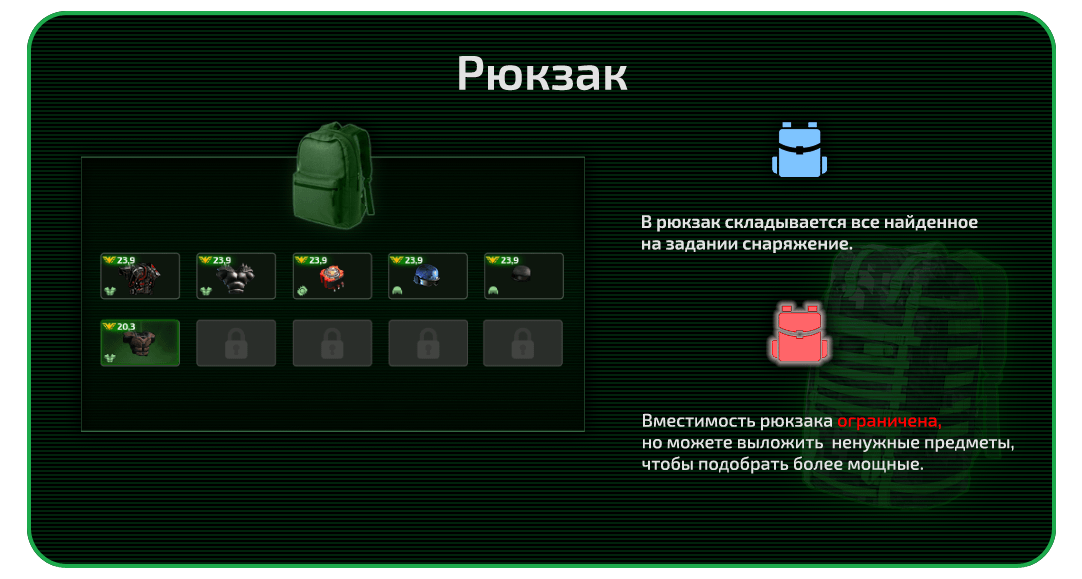 Рюкзак
23,9
23,9
23,9
23,9
23,9
20,3
В рюкзак складывается все найденное
на задании снаряжение.
Вместимость рюкзака ограничена,
но можете выложить ненужные предметы,
чтобы подобрать более мощные.